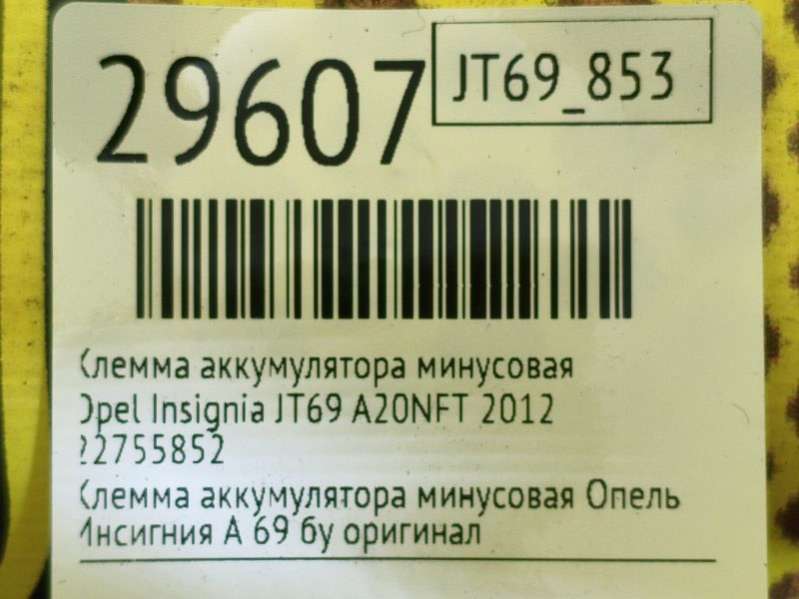 29607
JT69_853
Клемма аккумулятора минусовая
Opel Insignia JT69 A20NFT 2012
22755852
Клемма аккумулятора минусовая Опель
Инсигния А 69 бу оригинал